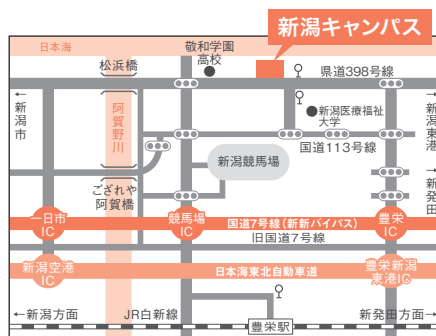 新潟キャンパス
日本海
敬和学園
高校
松浜橋
県道398号線
←新潟市
阿賀野川
新潟医療福祉
大学
→新潟東港
国道113号線
新潟競馬場
→新発田
ござれや
阿賀橋
一日市
IC
競馬場
IC
国道7号線(新新バイパス)
豊栄
IC
旧国道7号線
新潟空港
IC
日本海東北自動車道
豊栄新潟
東港IC
←新潟方面
JR白新線
新発田方面→
豊栄駅